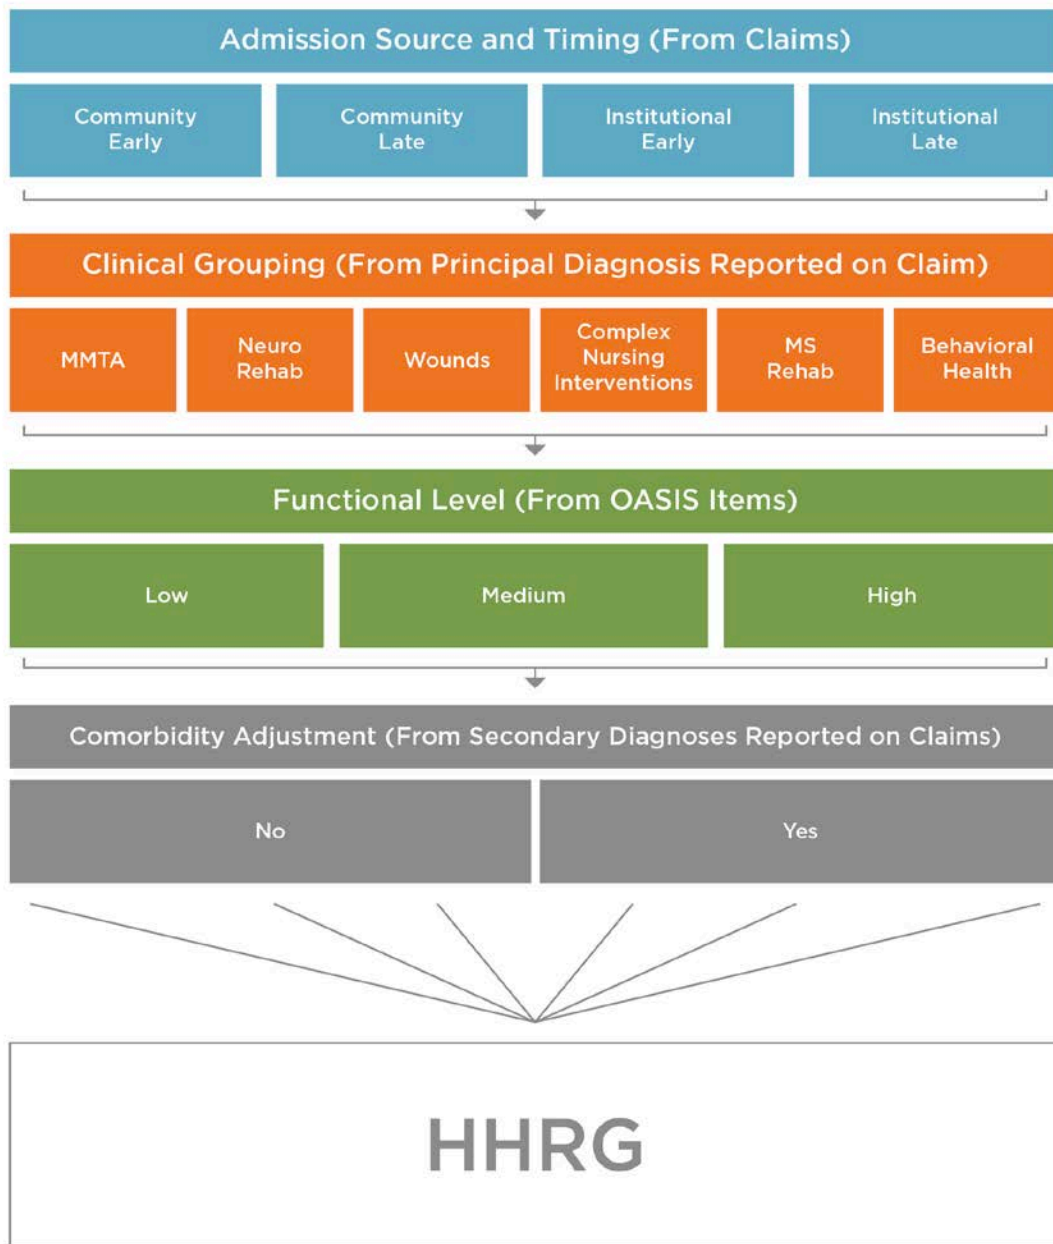 Admission Source and Timing (From Claims)
Community
Early
Community
Late
Institutional
Early
Institutional
Late
Clinical Grouping (From Principal Diagnosis Reported on Claim)
MMTA
Neuro
Rehab
Wounds
Complex
Nursing
Interventions
MS
Rehab
Behavioral
Health
Functional Level (From OASIS Items)
Low
Medium
High
Comorbidity Adjustment (From Secondary Diagnoses Reported on Claims)
No
Yes
HHRG